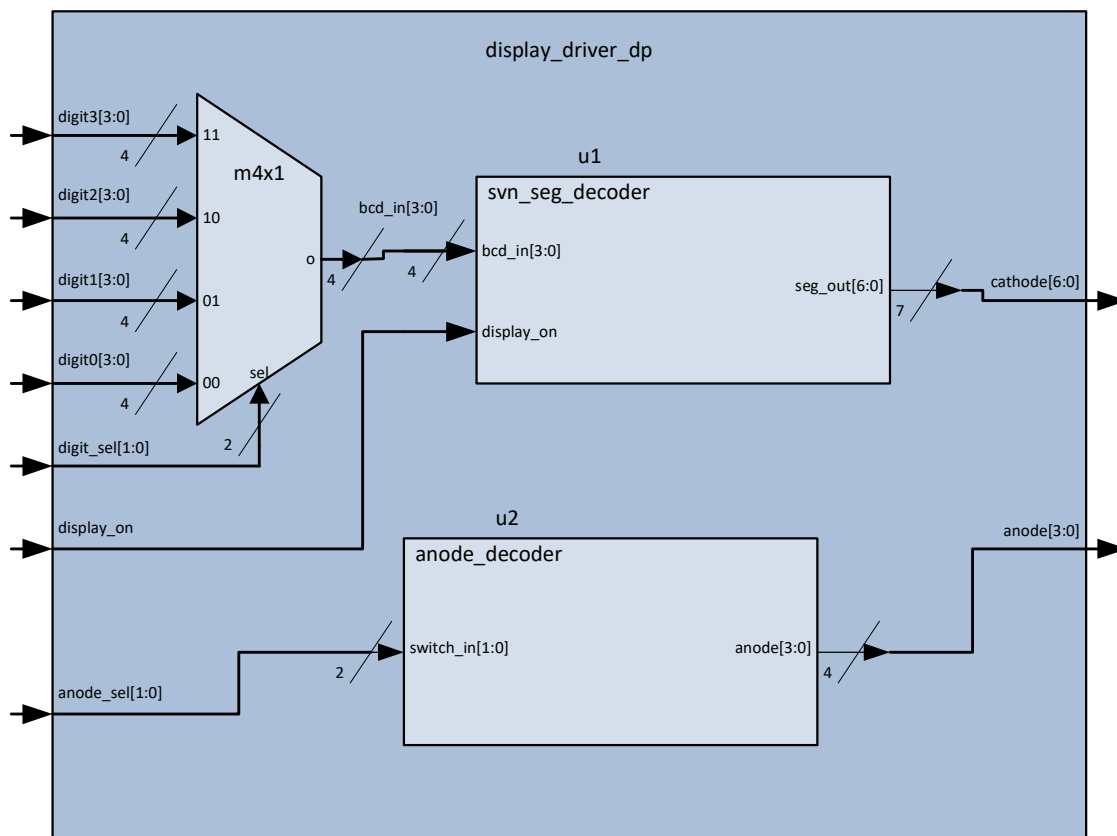 display_driver_dp
digit3[3:0]
4
11
m4x1
digit2[3:0]
4
10
digit1[3:0]
4
01
digit0[3:0]
4
00
sel
o
4
bcd_in[3:0]
4
digit_sel[1:0]
2
display_on
u1
svn_seg_decoder
bcd_in[3:0]
display_on
seg_out[6:0]
7
cathode[6:0]
u2
anode_decoder
switch_in[1:0]
2
anode_sel[1:0]
anode[3:0]
4
anode[3:0]